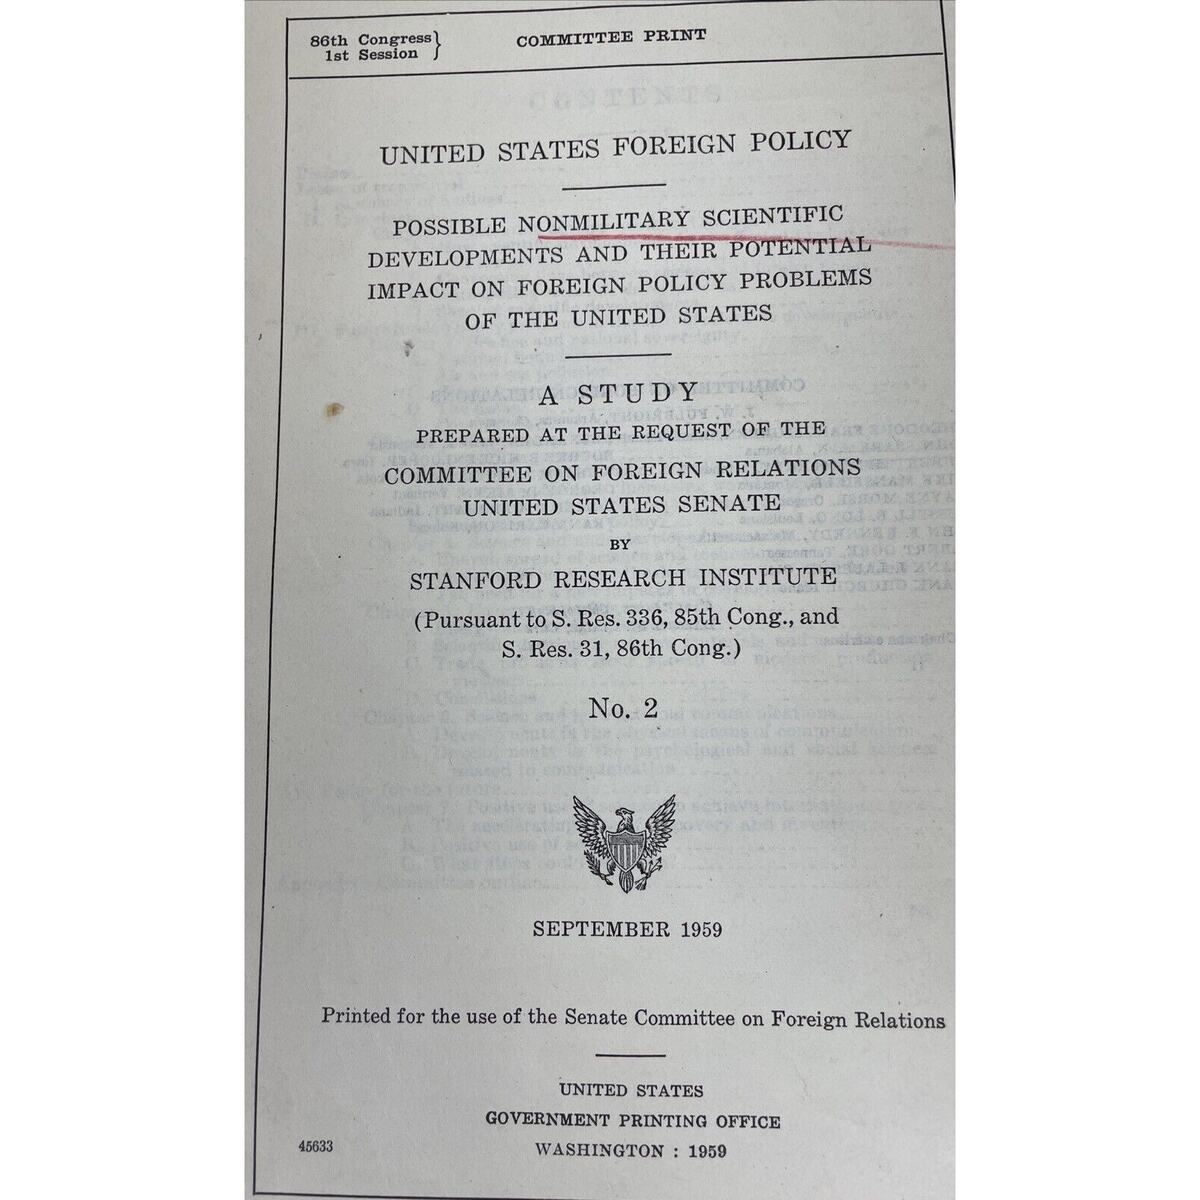 86th Congress
1st Session
COMMITTEE PRINT
UNITED STATES FOREIGN POLICY
POSSIBLE NONMILITARY SCIENTIFIC
DEVELOPMENTS AND THEIR POTENTIAL
IMPACT ON FOREIGN POLICY PROBLEMS
OF THE UNITED STATES
A STUDY
PREPARED AT THE REQUEST OF THE
COMMITTEE ON FOREIGN RELATIONS
UNITED STATES SENATE
BY
STANFORD RESEARCH INSTITUTE
(Pursuant to S. Res. 336, 85th Cong., and
S. Res. 31, 86th Cong.)
No. 2
SEPTEMBER 1959
Printed for the use of the Senate Committee on Foreign Relations
UNITED STATES
GOVERNMENT PRINTING OFFICE
45633
WASHINGTON : 1959